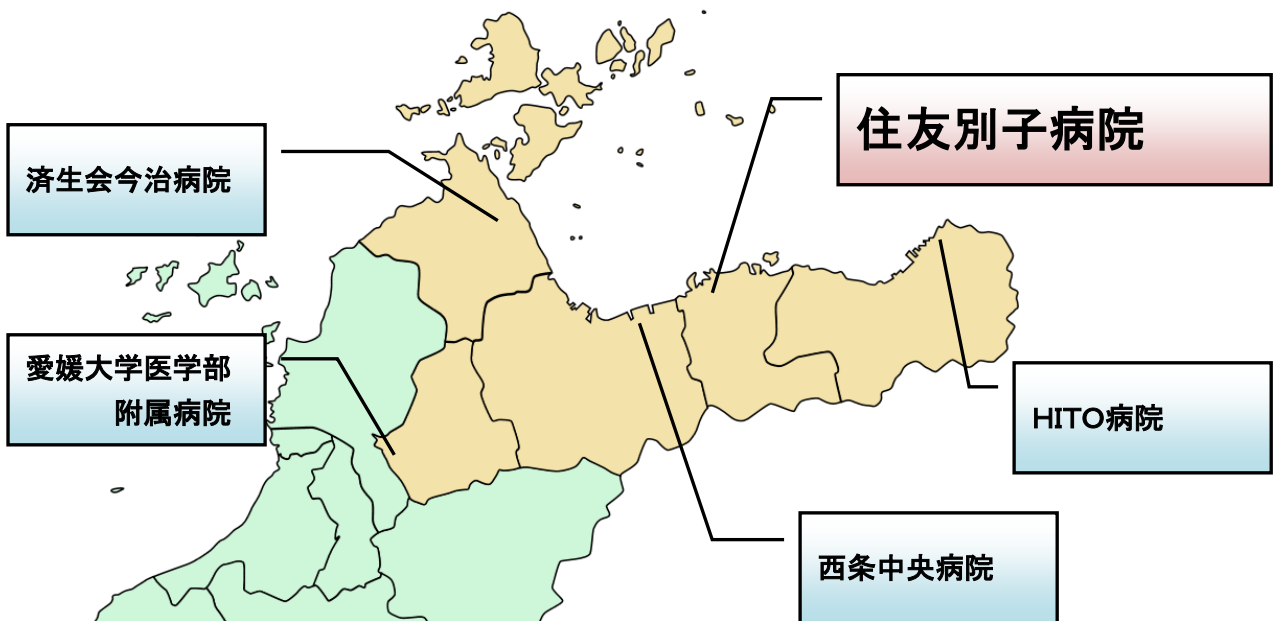 住友別子病院
済生会今治病院
愛媛大学医学部
附属病院
HITO病院
西条中央病院